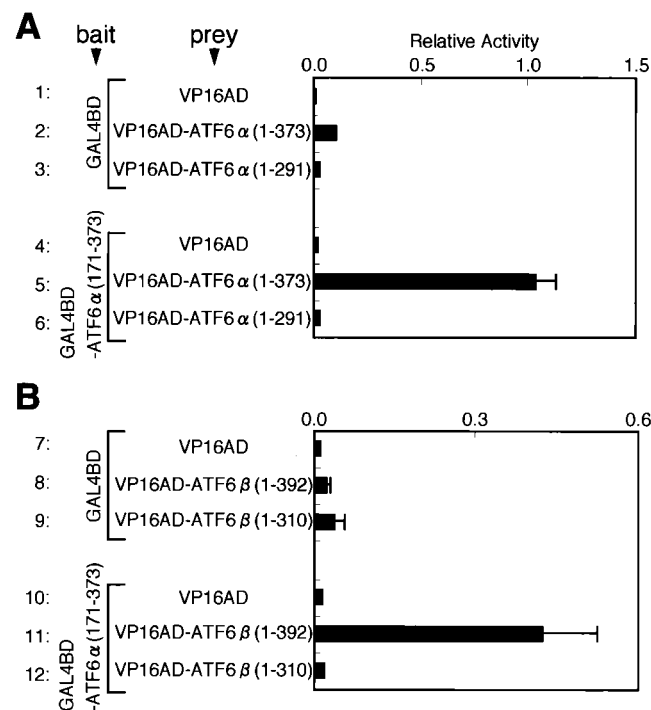 A
bait prey
Relative Activity
0.0 0.5 1.0 1.5
GAL4BD
1: VP16AD
2: VP16AD-ATF6α(1-373)
3: VP16AD-ATF6α(1-291)
GAL4BD
-ATF6α(171-373)
4: VP16AD
5: VP16AD-ATF6α(1-373)
6: VP16AD-ATF6α(1-291)
B
0.0 0.3 0.6
GAL4BD
7: VP16AD
8: VP16AD-ATF6β(1-392)
9: VP16AD-ATF6β(1-310)
GAL4BD
-ATF6α(171-373)
10: VP16AD
11: VP16AD-ATF6β(1-392)
12: VP16AD-ATF6β(1-310)